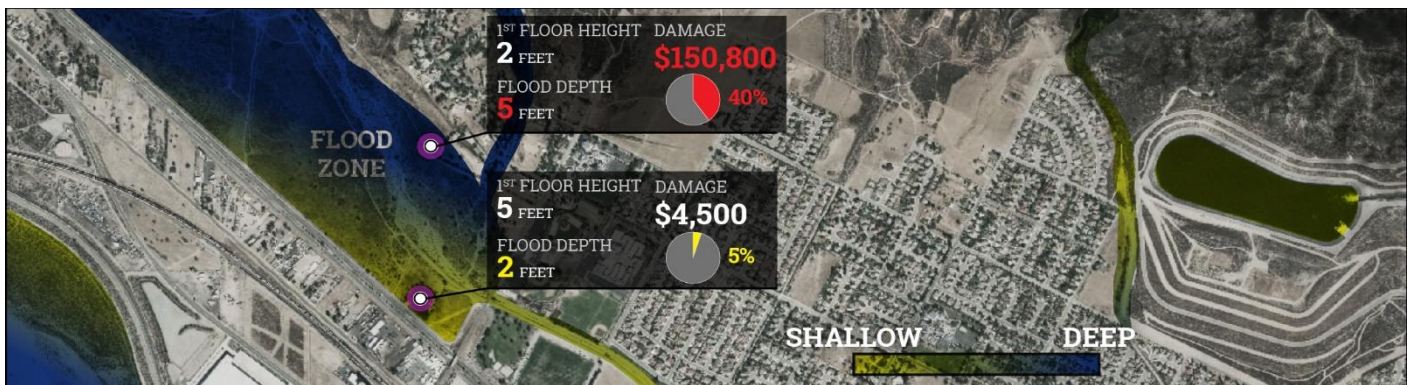 1ST FLOOR HEIGHT DAMAGE
2 FEET $150,800
FLOOD DEPTH
5 FEET 40%
FLOOD
ZONE
1ST FLOOR HEIGHT DAMAGE
5 FEET $4,500
FLOOD DEPTH
2 FEET 5%
SHALLOW DEEP